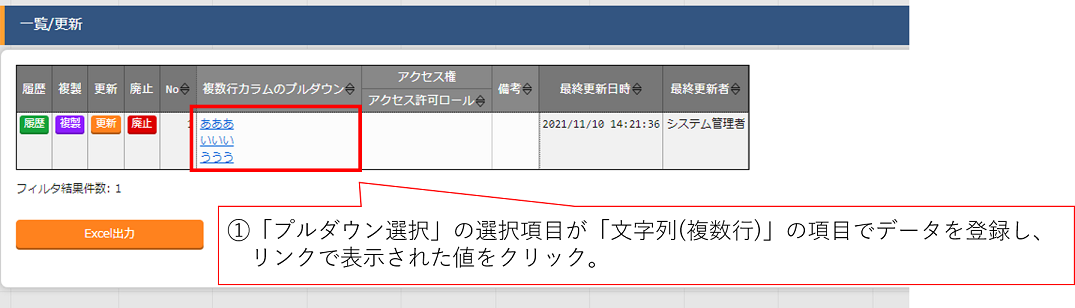 一覧/更新
履歴 複製 更新 廃止 No 複数行カラムのプルダウン アクセス権 備考 最終更新日時 最終更新者
アクセス許可ロール
履歴 複製 更新 廃止 1 あああ 2021/11/10 14:21:36 システム管理者
いいい
ううう
フィルタ結果件数: 1
Excel出力
①「プルダウン選択」の選択項目が「文字列(複数行)」の項目でデータを登録し、
リンクで表示された値をクリック。